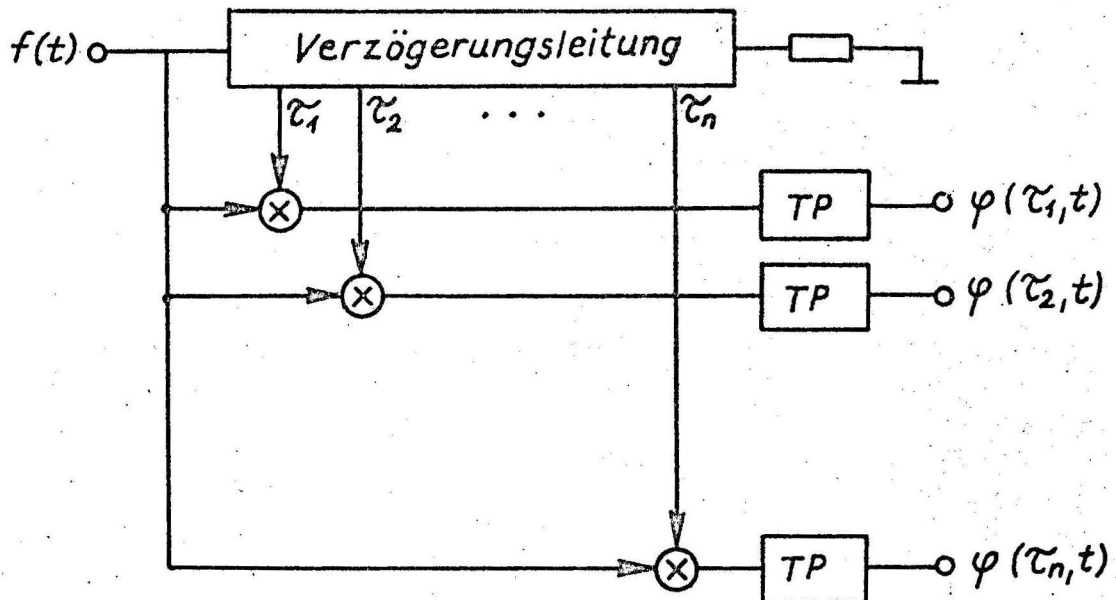 f(t) Verzögerungsleitung
τ1 τ2 . . . τn
TP φ(τ1,t)
TP φ(τ2,t)
TP φ(τn,t)